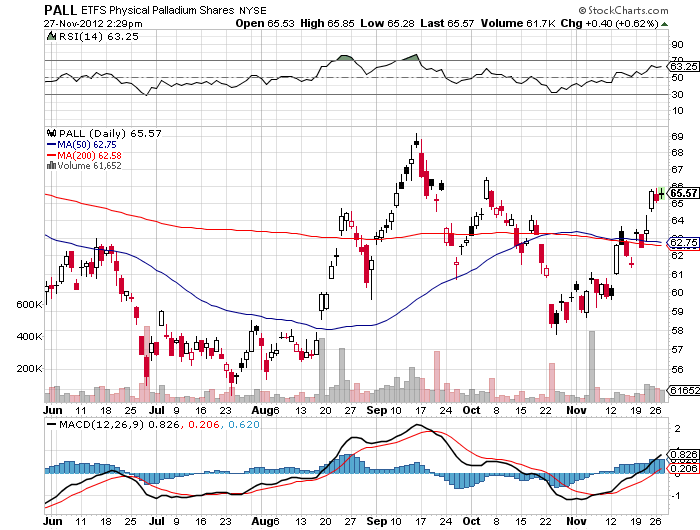 PALL ETFS Physical Palladium Shares NYSE © StockCharts.com
27-Nov-2012 2:29pm Open 65.53 High 65.85 Low 65.28 Last 65.57 Volume 61.7K Chg +0.40 (+0.62%)
RSI(14) 63.25
90
70
63.25
50
30
10
PALL (Daily) 65.57
MA(50) 62.75
MA(200) 62.58
Volume 61,652
69
68
67
66
65.57
65
64
63
62.75
62
61
60
59
58
57
56
55
600K
400K
200K
61652
Jun 11 18 25 Jul 9 16 23 Aug 6 13 20 27 Sep 10 17 24 Oct 8 15 22 Nov 5 12 19 26
MACD(12,26,9) 0.826, 0.206, 0.620
2
1
0.826
0.206
0
-1
Jun 11 18 25 Jul 9 16 23 Aug 6 13 20 27 Sep 10 17 24 Oct 8 15 22 Nov 5 12 19 26